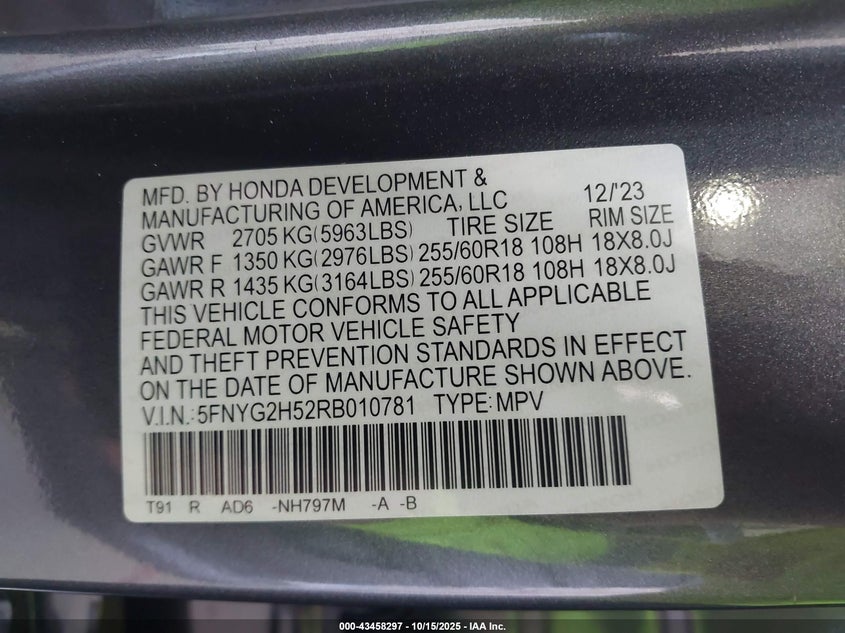 MFD. BY HONDA DEVELOPMENT &
MANUFACTURING OF AMERICA, LLC 12/'23
GVWR 2705 KG(5963LBS) TIRE SIZE RIM SIZE
GAWR F 1350 KG(2976LBS) 255/60R18 108H 18X8.0J
GAWR R 1435 KG(3164LBS) 255/60R18 108H 18X8.0J
THIS VEHICLE CONFORMS TO ALL APPLICABLE
FEDERAL MOTOR VEHICLE SAFETY
AND THEFT PREVENTION STANDARDS IN EFFECT
ON THE DATE OF MANUFACTURE SHOWN ABOVE.
V.I.N.:5FNYG2H52RB010781 TYPE:MPV
T91 R AD6 -NH797M -A -B
000-43458297 - 10/15/2025 - IAA Inc.